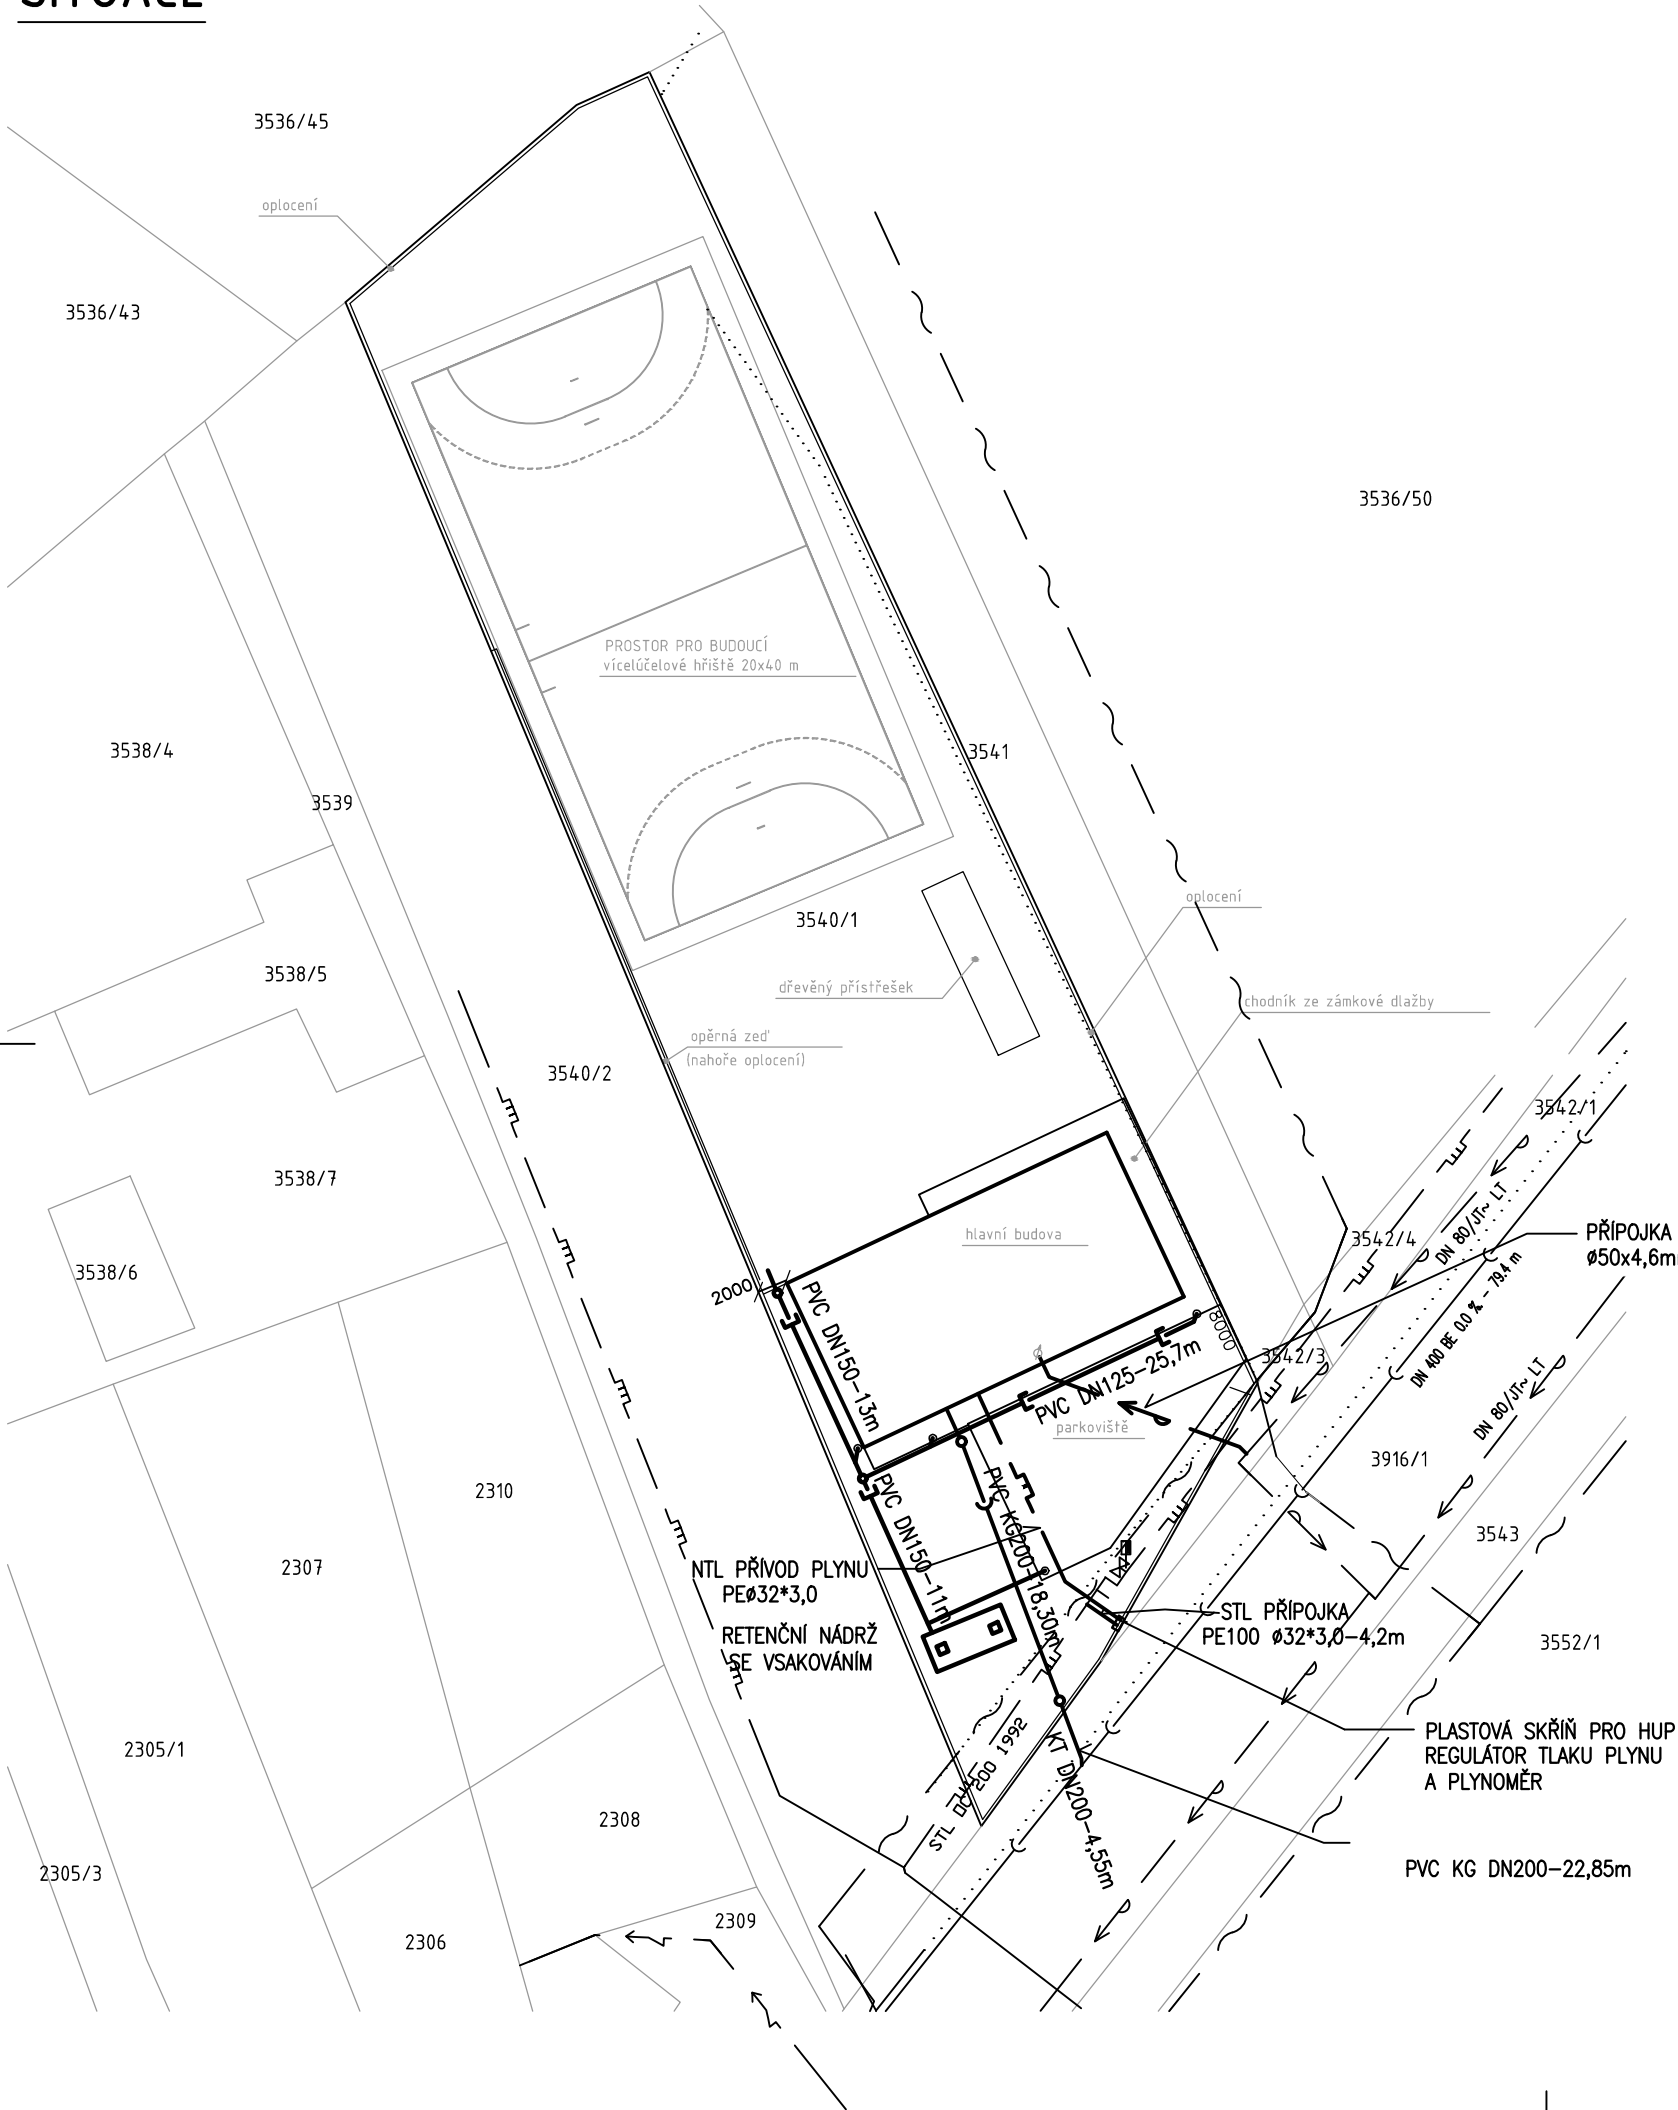 SITUACE
3536/45
oplocení
3536/43
3536/50
PROSTOR PRO BUDOUCÍ
vícelúčelové hřiště 20x40 m
3538/4
3541
3539
oplocení
3540/1
3538/5
dřevěný přístřešek
chodník ze zámkové dlažby
opěrná zeď
(nahoře oplocení)
3540/2
3542/1
3538/7
DN 80/JT~ LT
hlavní budova
3542/4
PŘÍPOJKA
ø50x4,6m
3538/6
2000
DN 400 BE 0.0 ‰ - 79.4 m
8000
PVC DN150-13m
3542/3
PVC DN125-25,7m
DN 80/JT~ LT
parkoviště
3916/1
2310
PVC DN150-11m
PVC KG200-18,30m
3543
2307
NTL PŘÍVOD PLYNU
PEø32*3,0
STL PŘÍPOJKA
PE100 ø32*3,0-4,2m
RETENČNÍ NÁDRŽ
SE VSAKOVÁNÍM
3552/1
2305/1
STL OC 200 1992
KT DN200-4,55m
PLASTOVÁ SKŘÍŇ PRO HUP
REGULÁTOR TLAKU PLYNU
A PLYNOMĚR
2308
2305/3
PVC KG DN200-22,85m
2309
2306